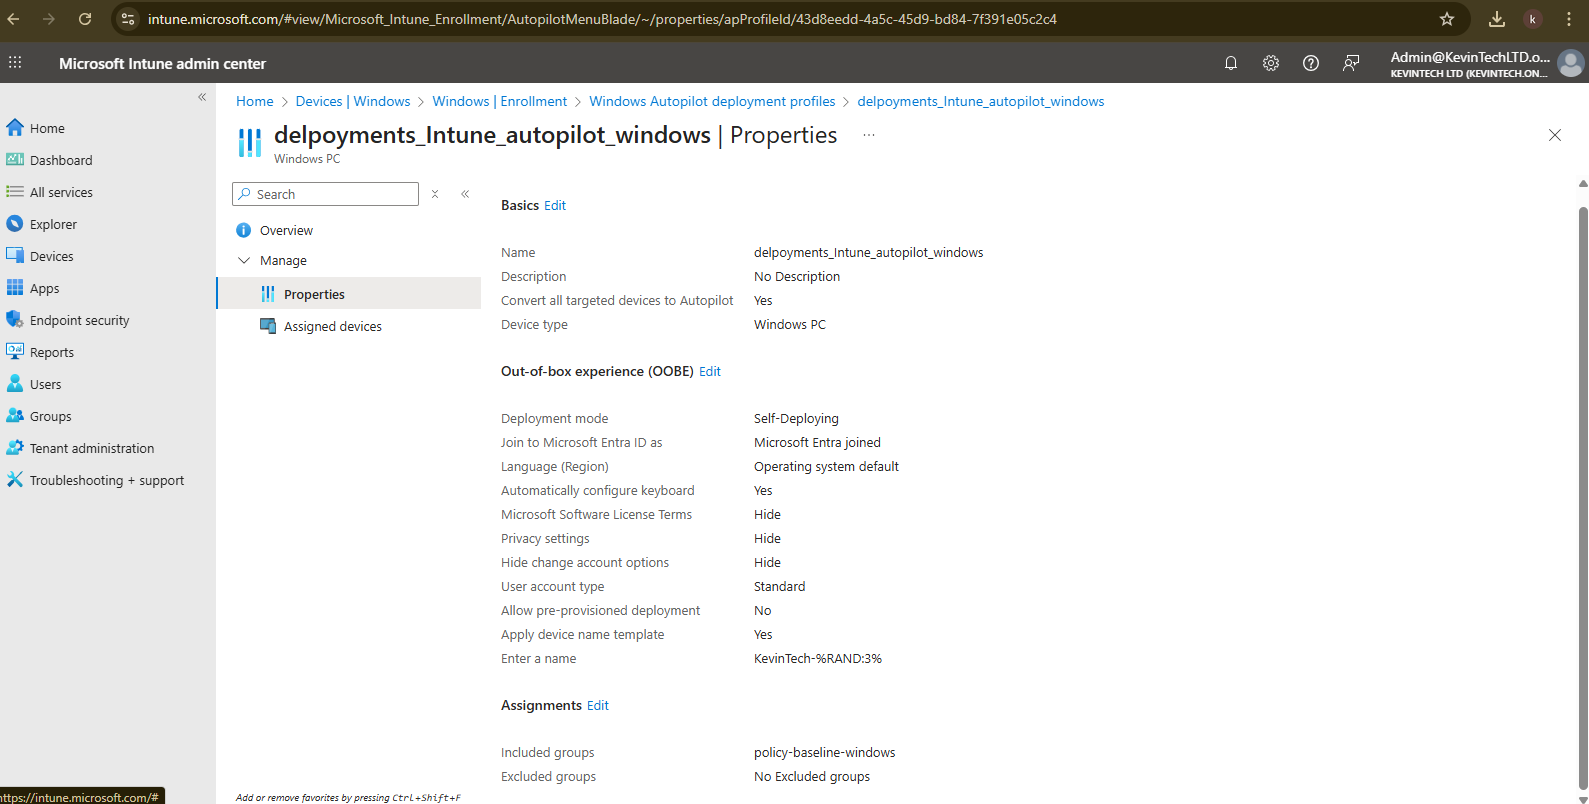 intune.microsoft.com/#view/Microsoft_Intune_Enrollment/AutopilotMenuBlade/~/properties/apProfileId/43d8eedd-4a5c-45d9-bd84-7f391e05c2c4
k
Microsoft Intune admin center
Admin@KevinTechLTD.o...
KEVINTECH LTD (KEVINTECH.ON...
Home > Devices | Windows > Windows | Enrollment > Windows Autopilot deployment profiles > delpoyments_Intune_autopilot_windows
delpoyments_Intune_autopilot_windows | Properties ...
Windows PC
Home
Dashboard
All services
Explorer
Devices
Apps
Endpoint security
Reports
Users
Groups
Tenant administration
Troubleshooting + support
Search
Overview
Manage
Properties
Assigned devices
Basics Edit
Name delpoyments_Intune_autopilot_windows
Description No Description
Convert all targeted devices to Autopilot Yes
Device type Windows PC
Out-of-box experience (OOBE) Edit
Deployment mode Self-Deploying
Join to Microsoft Entra ID as Microsoft Entra joined
Language (Region) Operating system default
Automatically configure keyboard Yes
Microsoft Software License Terms Hide
Privacy settings Hide
Hide change account options Hide
User account type Standard
Allow pre-provisioned deployment No
Apply device name template Yes
Enter a name KevinTech-%RAND:3%
Assignments Edit
Included groups policy-baseline-windows
Excluded groups No Excluded groups
Add or remove favorites by pressing Ctrl+Shift+F
https://intune.microsoft.com/#